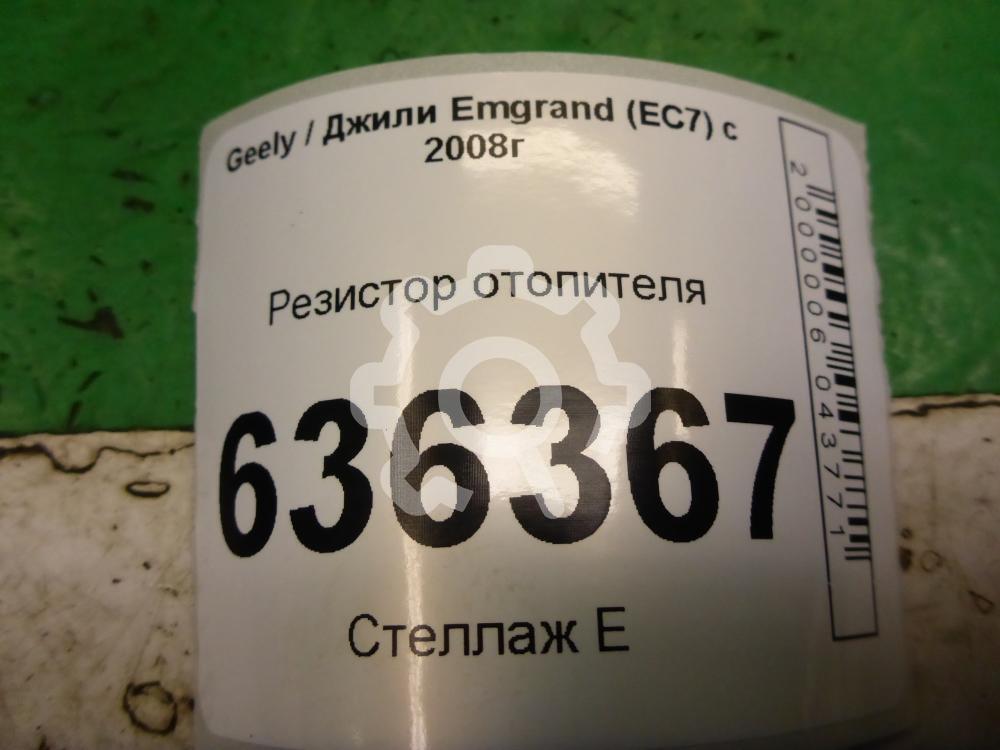 Geely / Джили Emgrand (EC7) с
2008г
Резистор отопителя
636367
Стеллаж Е
2000006043771